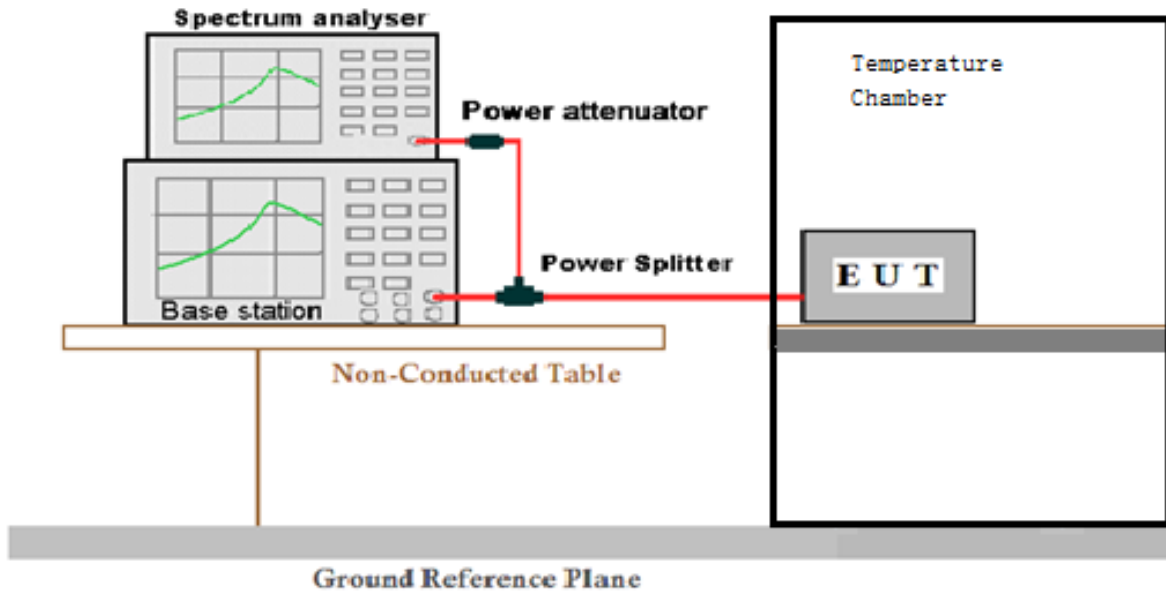 Spectrum analyser
Temperature
Chamber
Power attenuator
Power Splitter
E U T
Base station
Non-Conducted Table
Ground Reference Plane